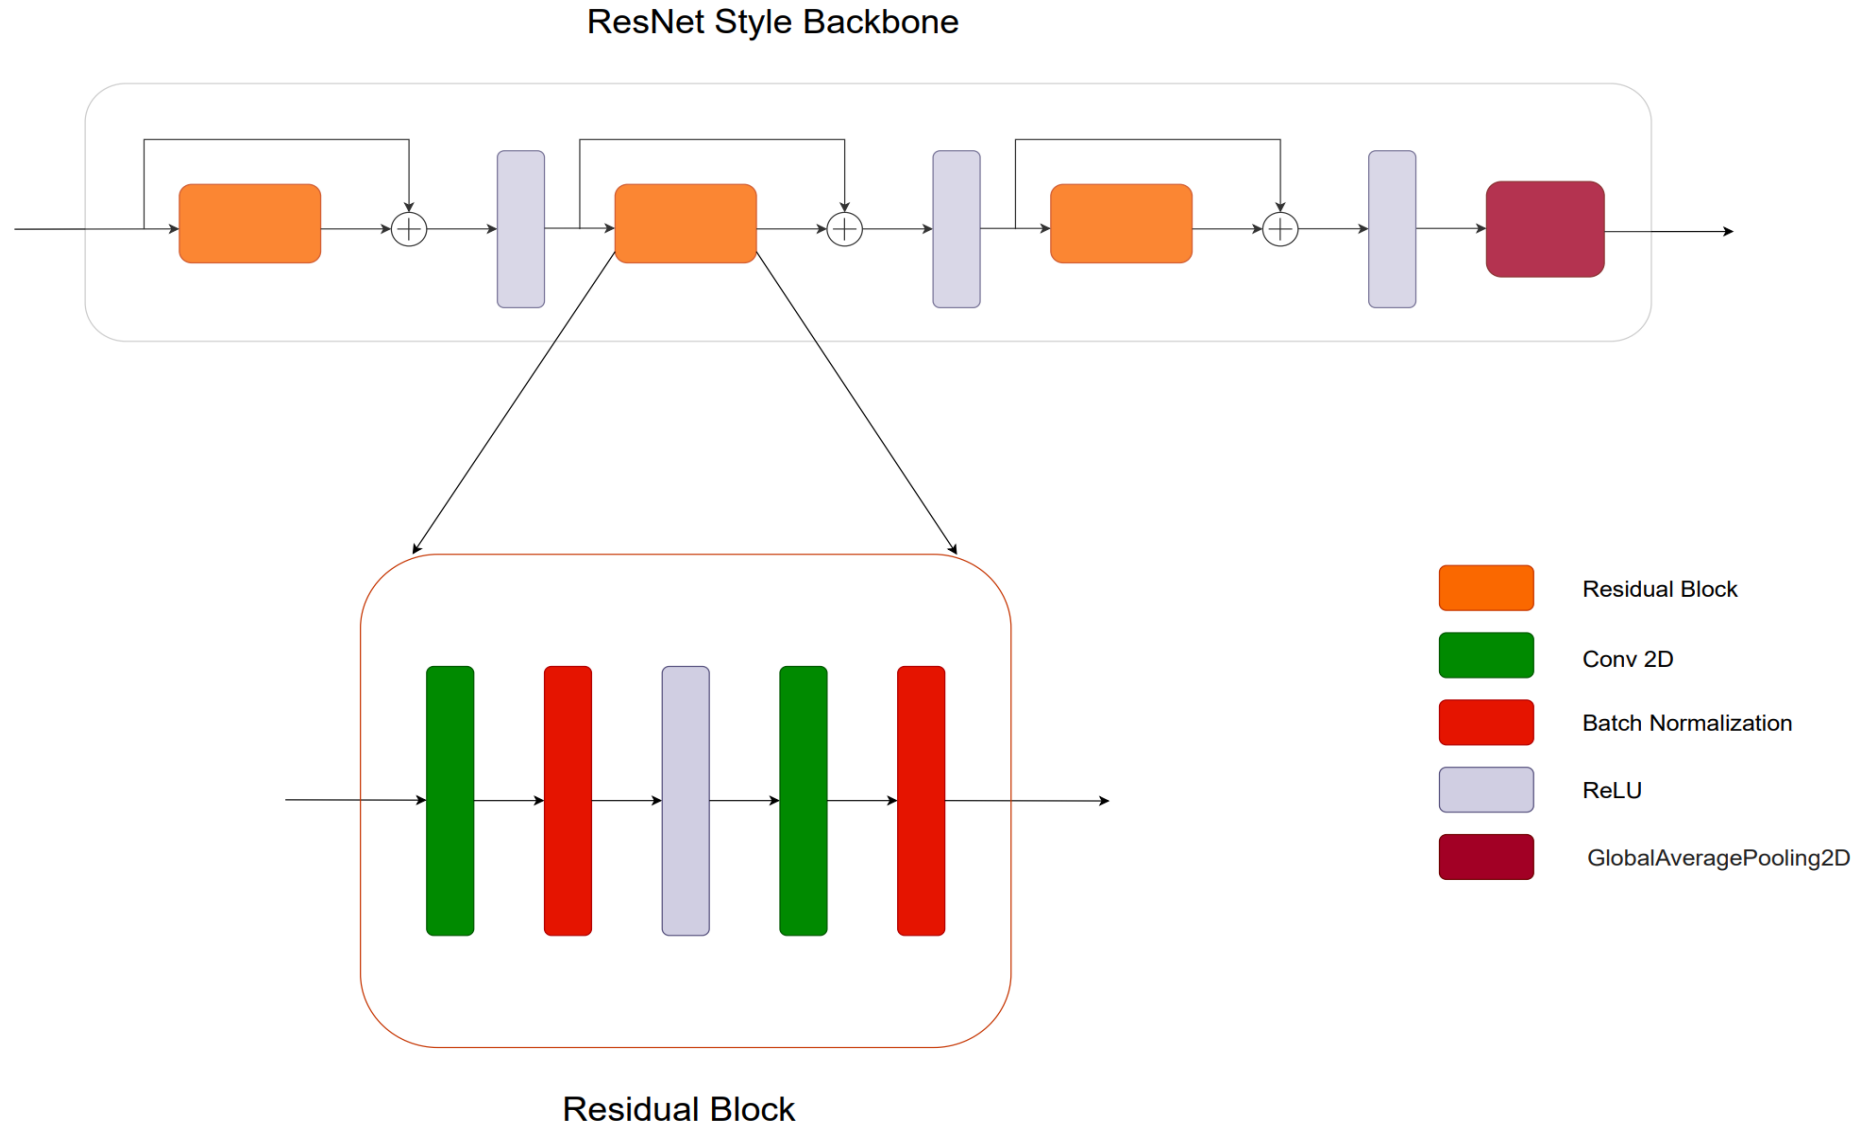 ResNet Style Backbone
Residual Block
Conv 2D
Batch Normalization
ReLU
GlobalAveragePooling2D
Residual Block